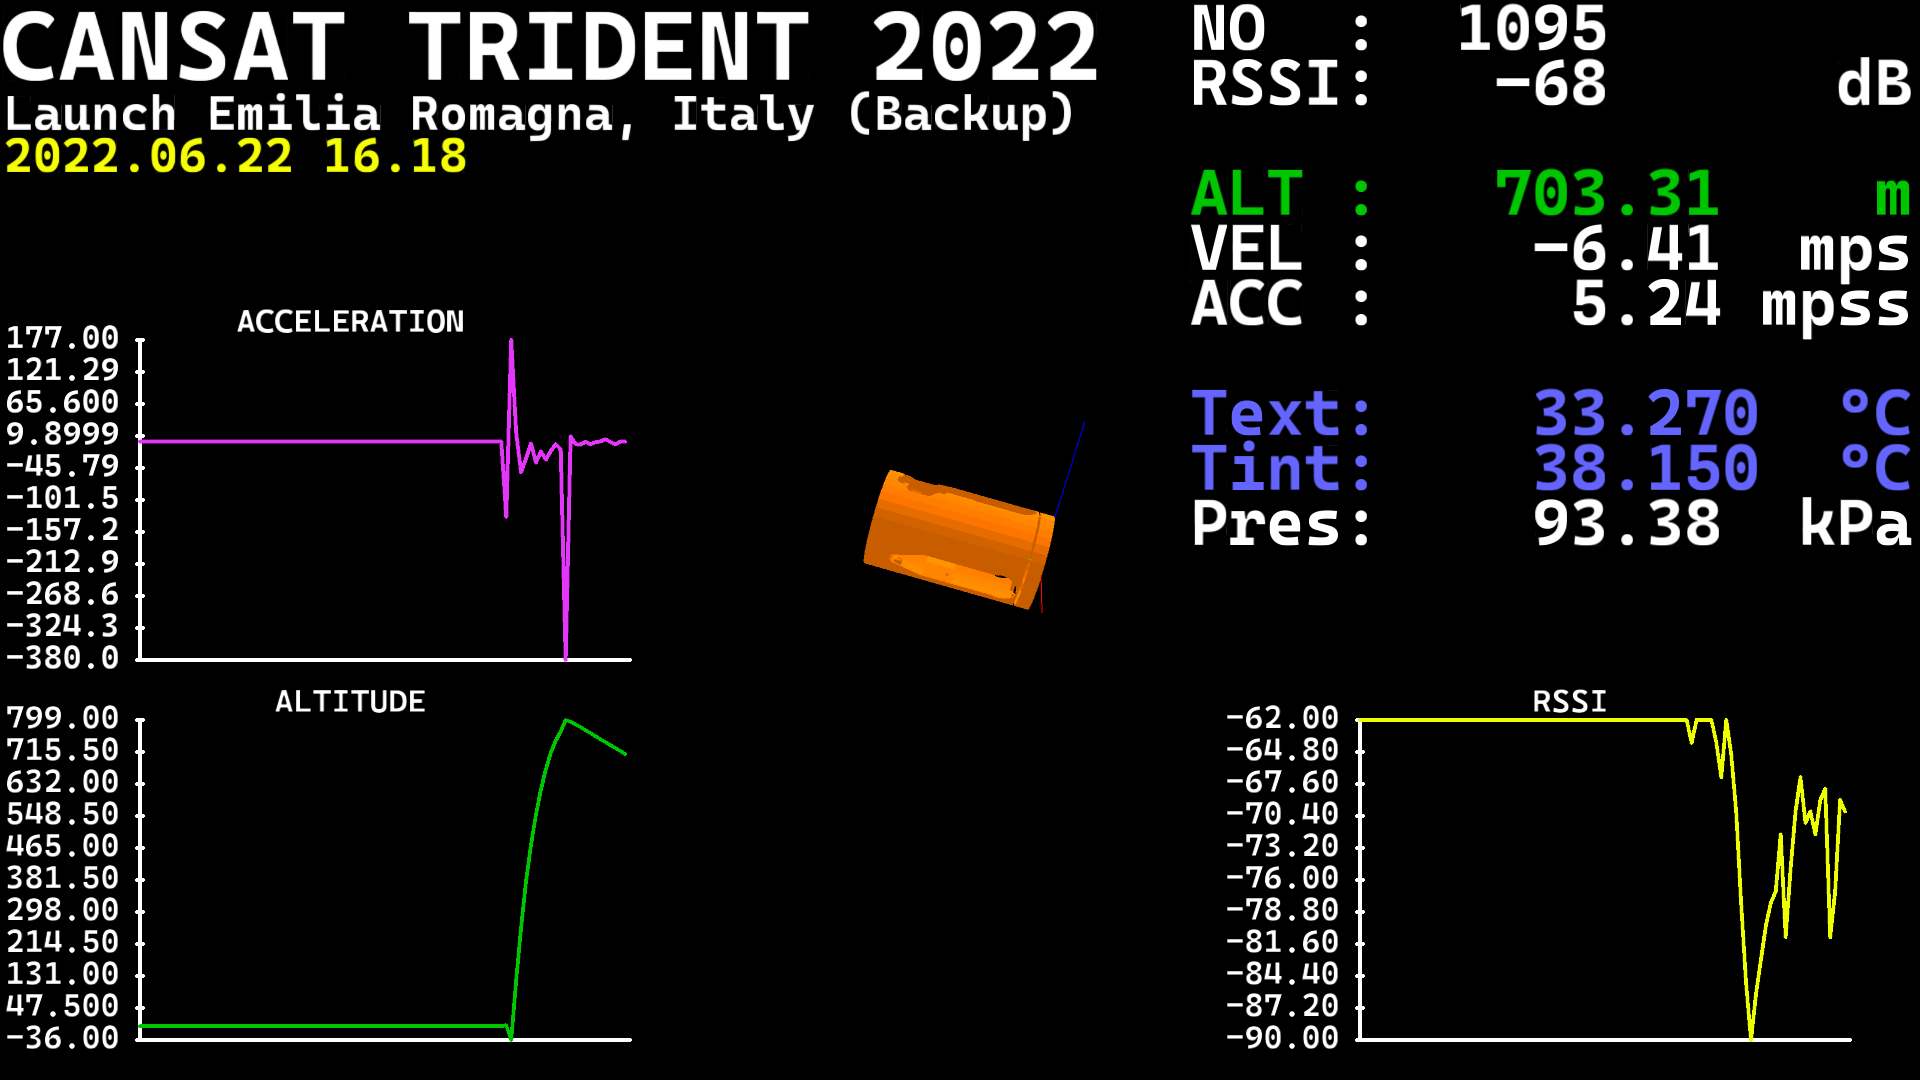 CANSAT TRIDENT 2022
Launch Emilia Romagna, Italy (Backup)
2022.06.22 16.18
NO : 1095
RSSI: -68 dB
ALT : 703.31 m
VEL : -6.41 mps
ACC : 5.24 mpss
Text: 33.270 °C
Tint: 38.150 °C
Pres: 93.38 kPa
ACCELERATION
177.00
121.29
65.600
9.8999
-45.79
-101.5
-157.2
-212.9
-268.6
-324.3
-380.0
ALTITUDE
799.00
715.50
632.00
548.50
465.00
381.50
298.00
214.50
131.00
47.500
-36.00
RSSI
-62.00
-64.80
-67.60
-70.40
-73.20
-76.00
-78.80
-81.60
-84.40
-87.20
-90.00